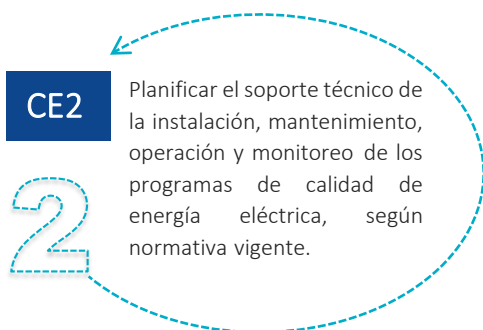 CE2
Planificar el soporte técnico de
la instalación, mantenimiento,
operación y monitoreo de los
programas de calidad de
energía eléctrica, según
normativa vigente.
2